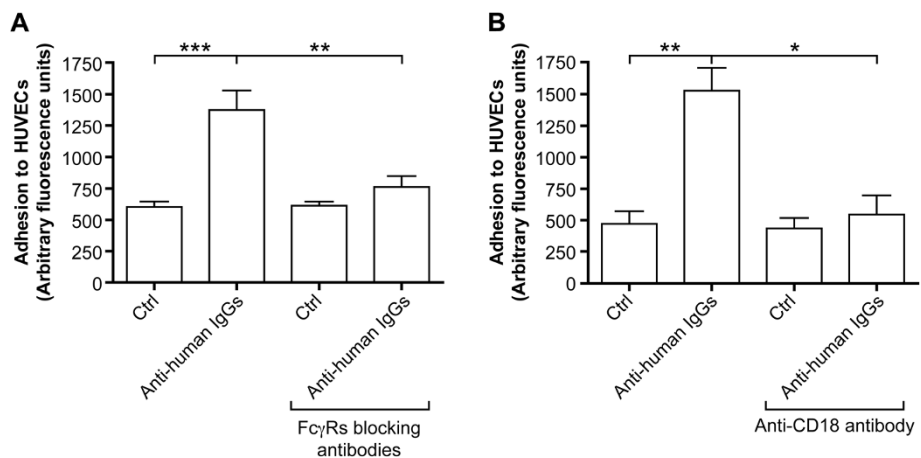 A
Adhesion to HUVECs
(Arbitrary fluorescence units)
1750
1500
1250
1000
750
500
250
0
***
**
Ctrl
Anti-human IgGs
Ctrl
Anti-human IgGs
FcγRs blocking
antibodies
B
Adhesion to HUVECs
(Arbitrary fluorescence units)
1750
1500
1250
1000
750
500
250
0
**
*
Ctrl
Anti-human IgGs
Ctrl
Anti-human IgGs
Anti-CD18 antibody